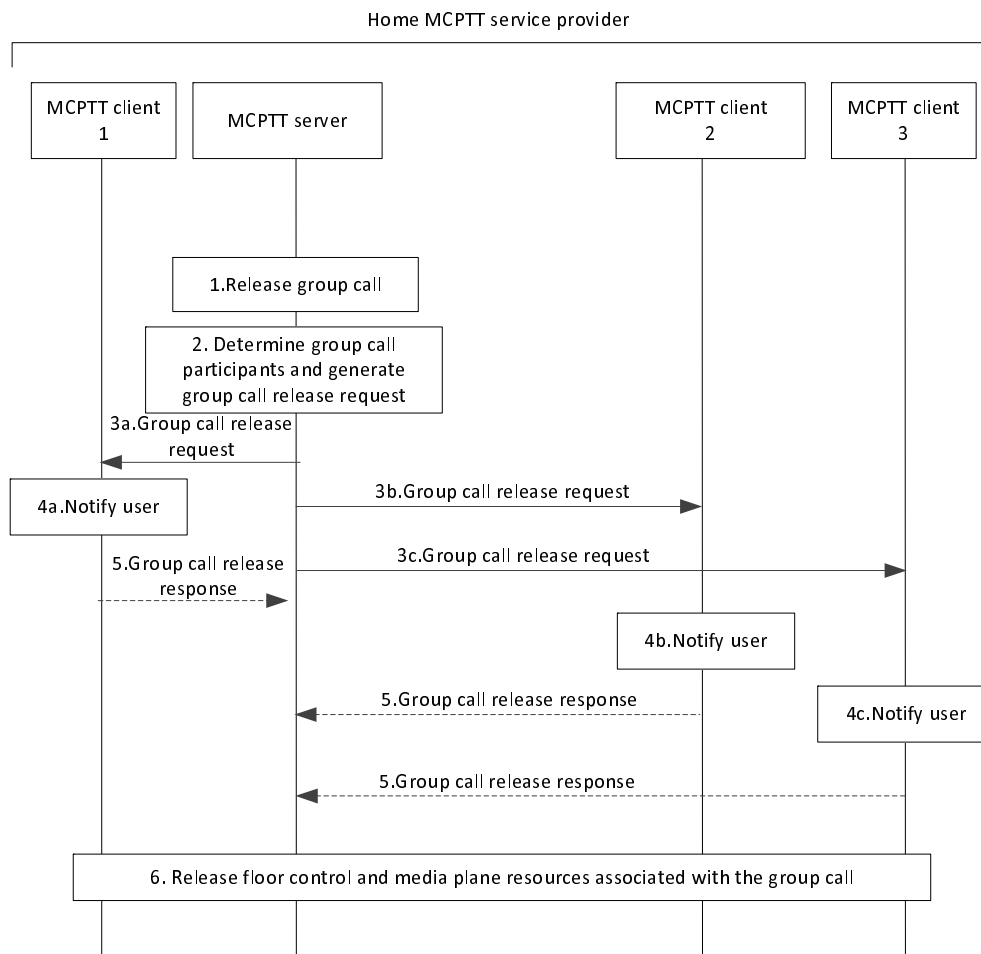 Home MCPTT service provider
MCPTT client
1
MCPTT server
MCPTT client
2
MCPTT client
3
1.Release group call
2. Determine group call
participants and generate
group call release request
3a.Group call release
request
4a.Notify user
3b.Group call release request
5.Group call release
response
3c.Group call release request
4b.Notify user
5.Group call release response
4c.Notify user
5.Group call release response
6. Release floor control and media plane resources associated with the group call